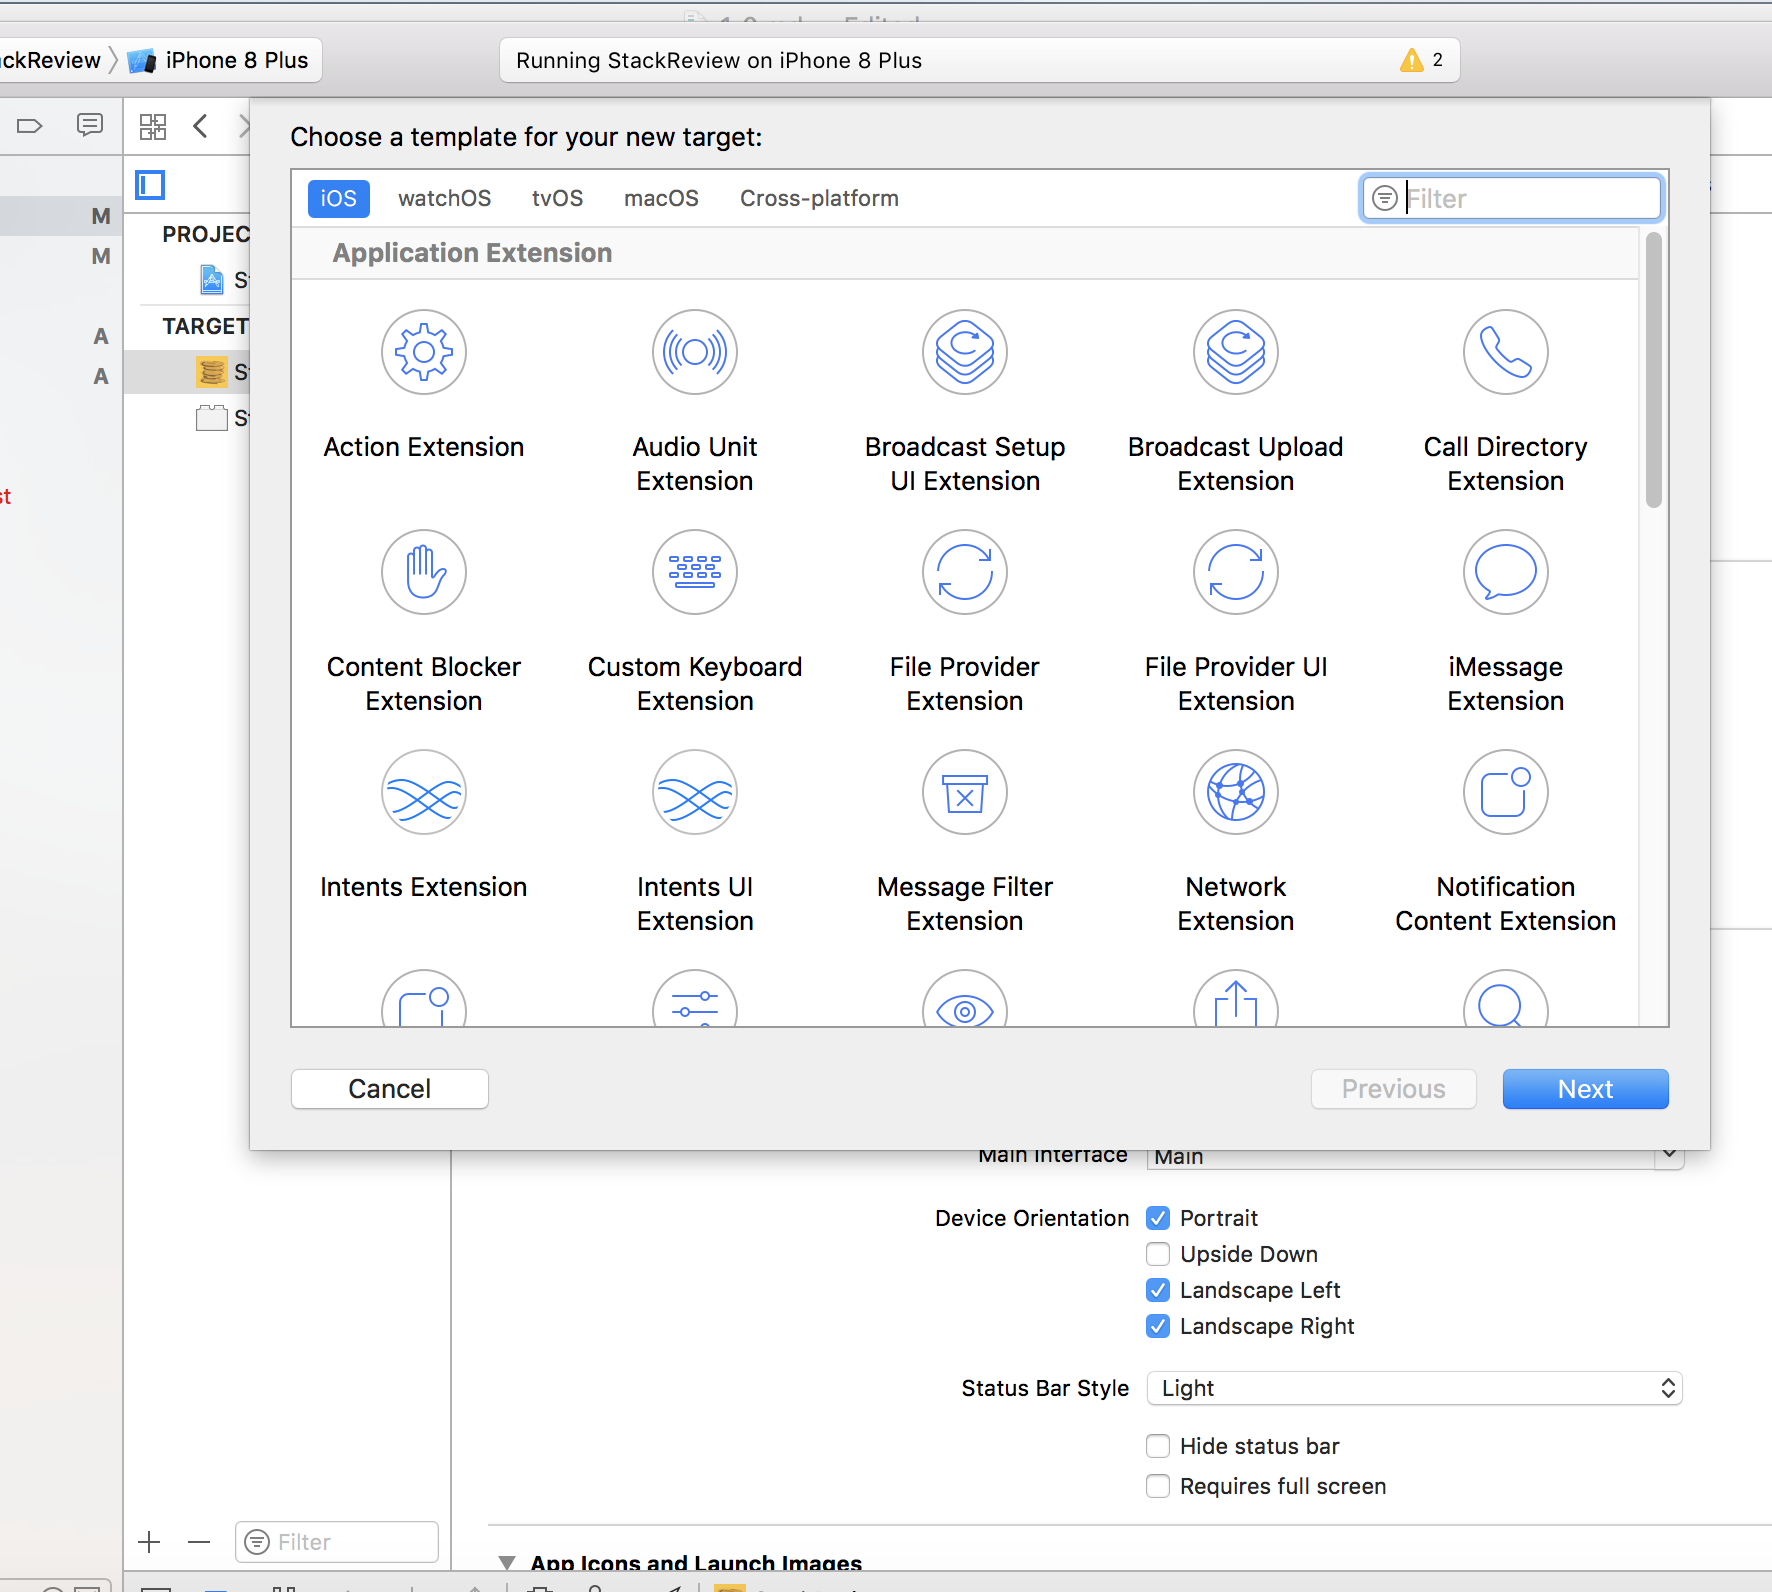 ckReview
iPhone 8 Plus
Running StackReview on iPhone 8 Plus
2
Choose a template for your new target:
iOS
watchOS
tvOS
macOS
Cross-platform
Filter
M
M
A
A
PROJEC
TARGET
Application Extension
Action Extension
Audio Unit
Extension
Broadcast Setup
UI Extension
Broadcast Upload
Extension
Call Directory
Extension
Content Blocker
Extension
Custom Keyboard
Extension
File Provider
Extension
File Provider UI
Extension
iMessage
Extension
Intents Extension
Intents UI
Extension
Message Filter
Extension
Network
Extension
Notification
Content Extension
Cancel
Previous
Next
Main Interface
Main
Device Orientation
Portrait
Upside Down
Landscape Left
Landscape Right
Status Bar Style
Light
Hide status bar
Requires full screen
Filter
App Icons and Launch Images